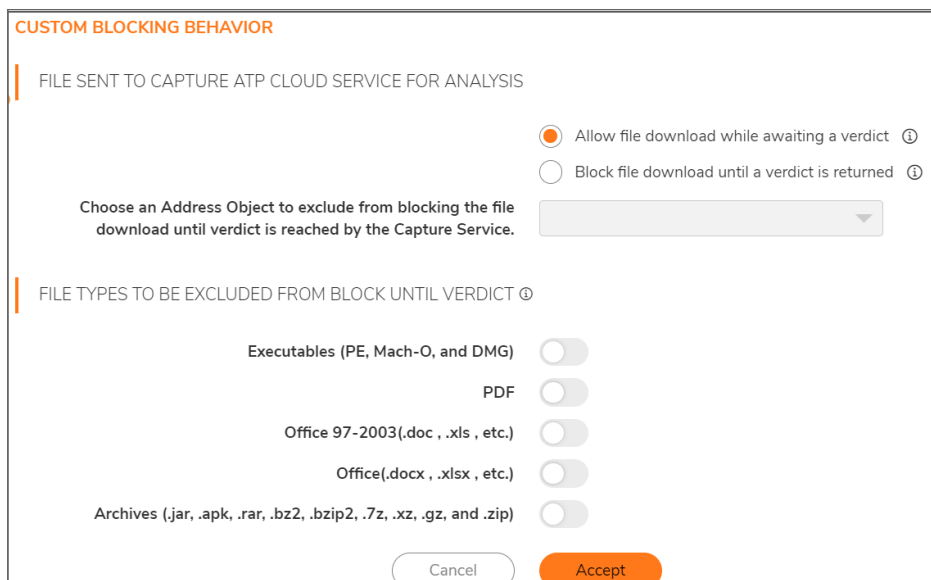 CUSTOM BLOCKING BEHAVIOR
FILE SENT TO CAPTURE ATP CLOUD SERVICE FOR ANALYSIS
Allow file download while awaiting a verdict
Block file download until a verdict is returned
Choose an Address Object to exclude from blocking the file
download until verdict is reached by the Capture Service.
FILE TYPES TO BE EXCLUDED FROM BLOCK UNTIL VERDICT
Executables (PE, Mach-O, and DMG)
PDF
Office 97-2003(.doc , .xls , etc.)
Office(.docx , .xlsx , etc.)
Archives (.jar, .apk, .rar, .bz2, .bzip2, .7z, .xz, .gz, and .zip)
Cancel Accept